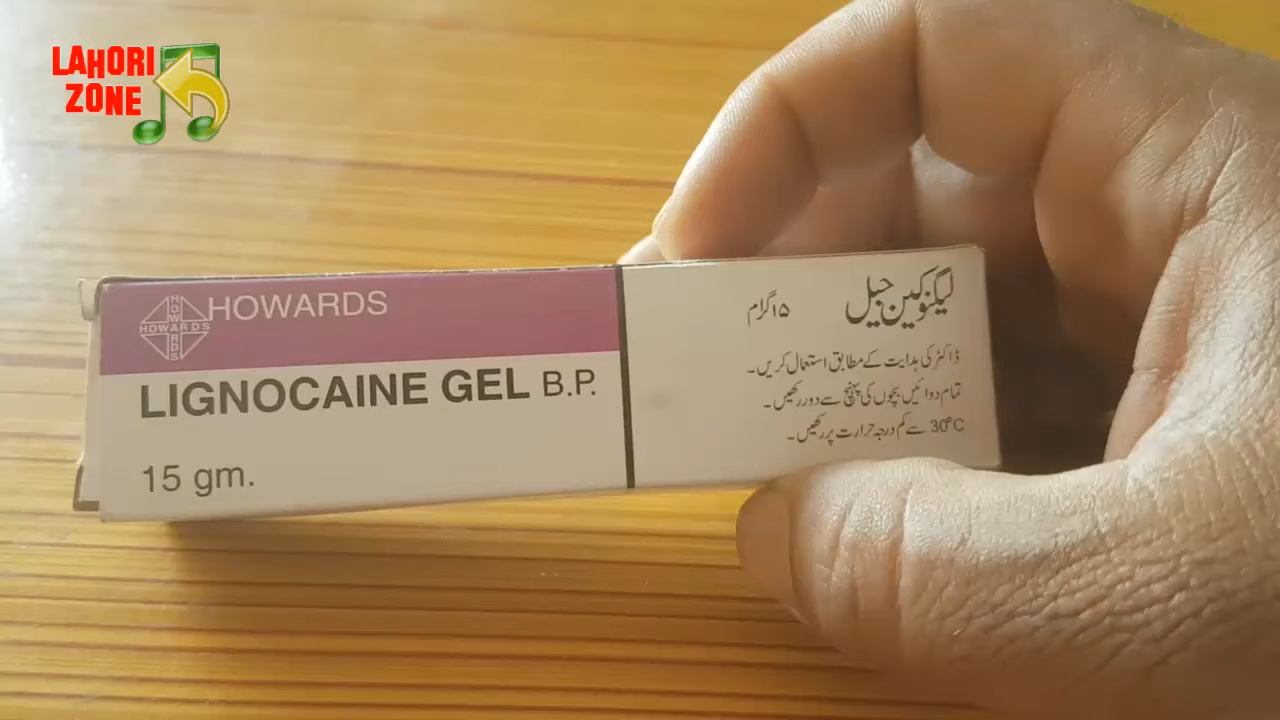 LAHORI
ZONE
HOWARDS
HOWARDS
HOWARDS
LIGNOCAINE GEL B.P.
15 gm.
لیگنوکین جیل
۱۵ گرام
ڈاکٹر کی ہدایت کے مطابق استعمال کریں۔
تمام دوائیں بچوں کی پہنچ سے دور رکھیں۔
30°C سے کم درجہ حرارت پر رکھیں۔